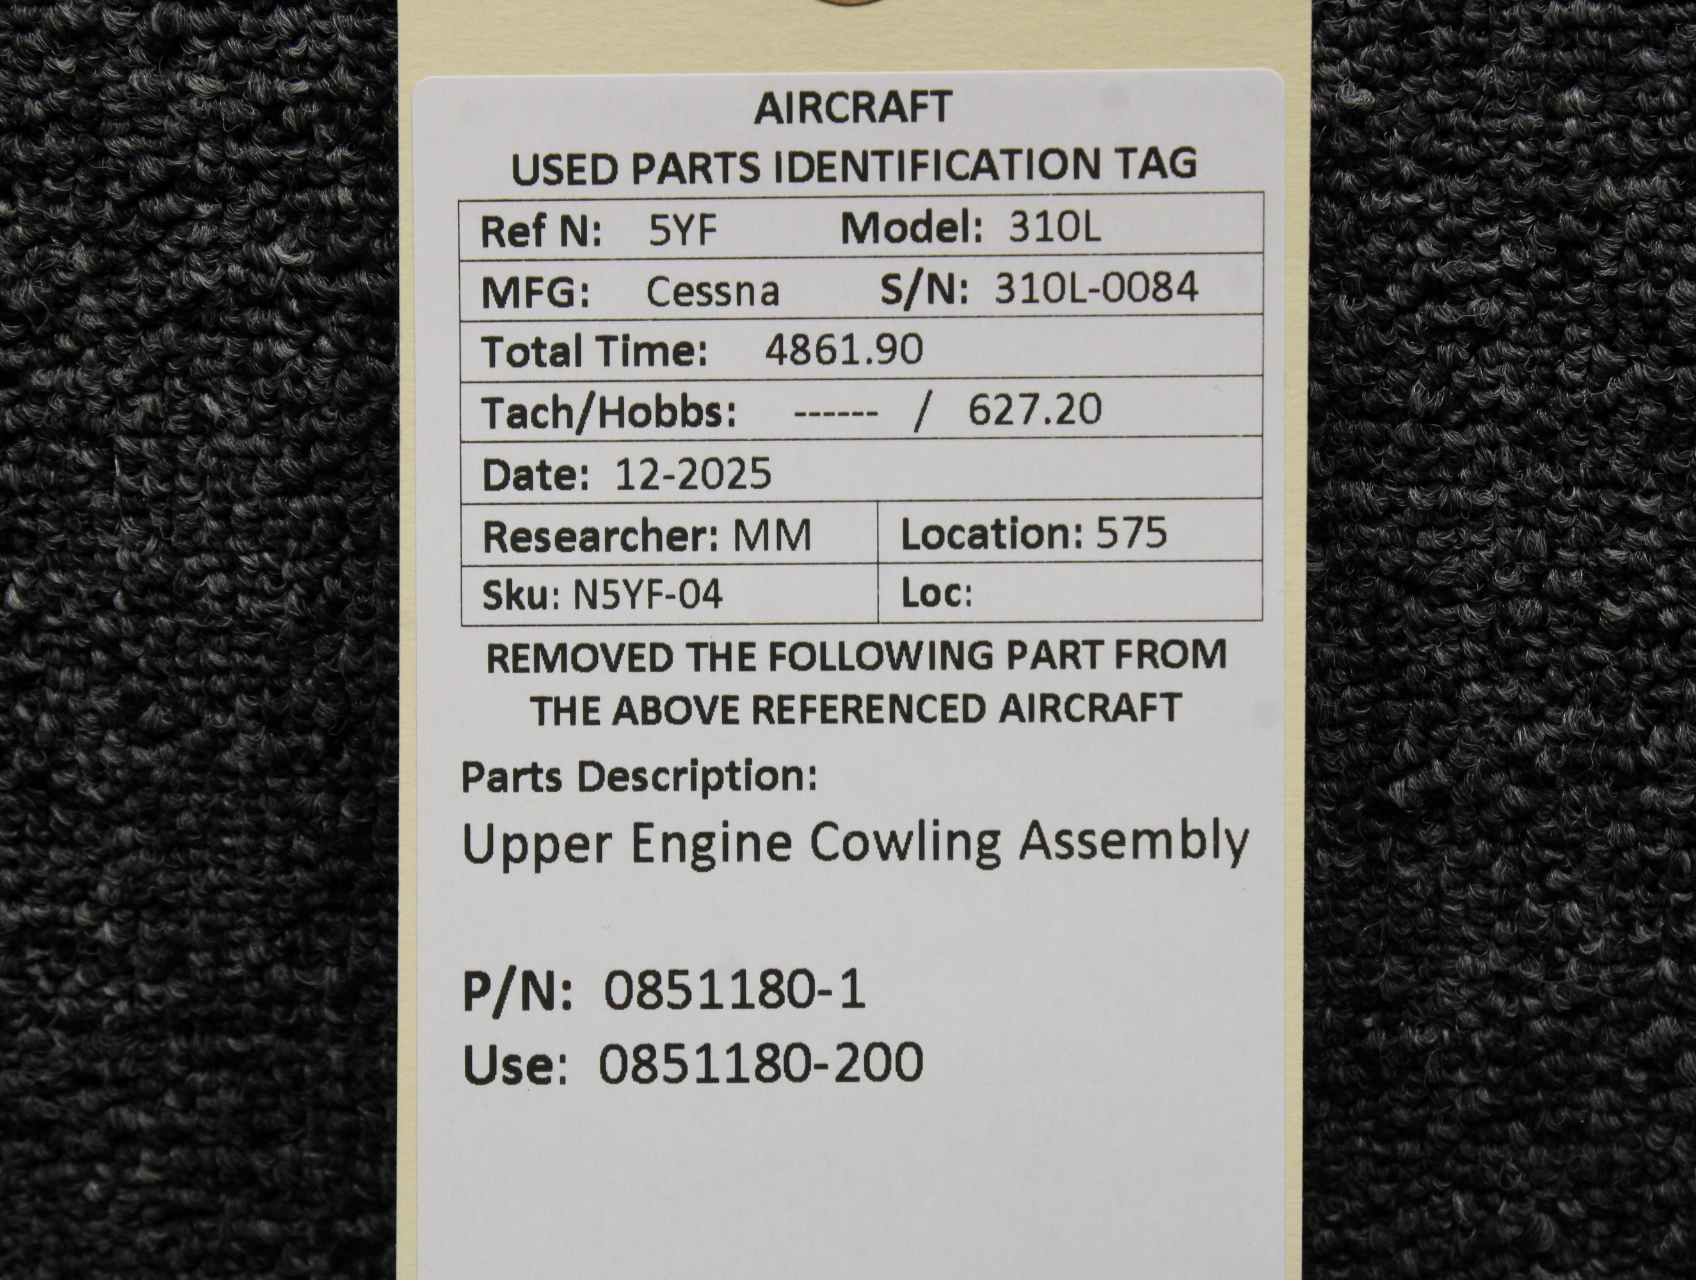 AIRCRAFT
USED PARTS IDENTIFICATION TAG
Ref N: 5YF Model: 310L
MFG: Cessna S/N: 310L-0084
Total Time: 4861.90
Tach/Hobbs: ------ / 627.20
Date: 12-2025
Researcher: MM Location: 575
Sku: N5YF-04 Loc:
REMOVED THE FOLLOWING PART FROM
THE ABOVE REFERENCED AIRCRAFT
Parts Description:
Upper Engine Cowling Assembly
P/N: 0851180-1
Use: 0851180-200